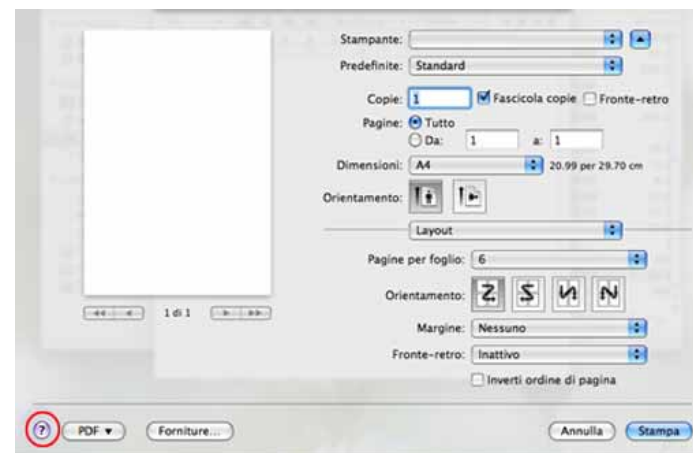 Stampante:
Predefinite: Standard
Copie: 1 Fascicola copie Fronte-retro
Pagine: Tutto
Da: 1 a: 1
Dimensioni: A4 20.99 per 29.70 cm
Orientamento:
Layout
Pagine per foglio: 6
Orientamento:
1 di 1
Margine: Nessuno
Fronte-retro: Inattivo
Inverti ordine di pagina
? PDF Forniture... Annulla Stampa